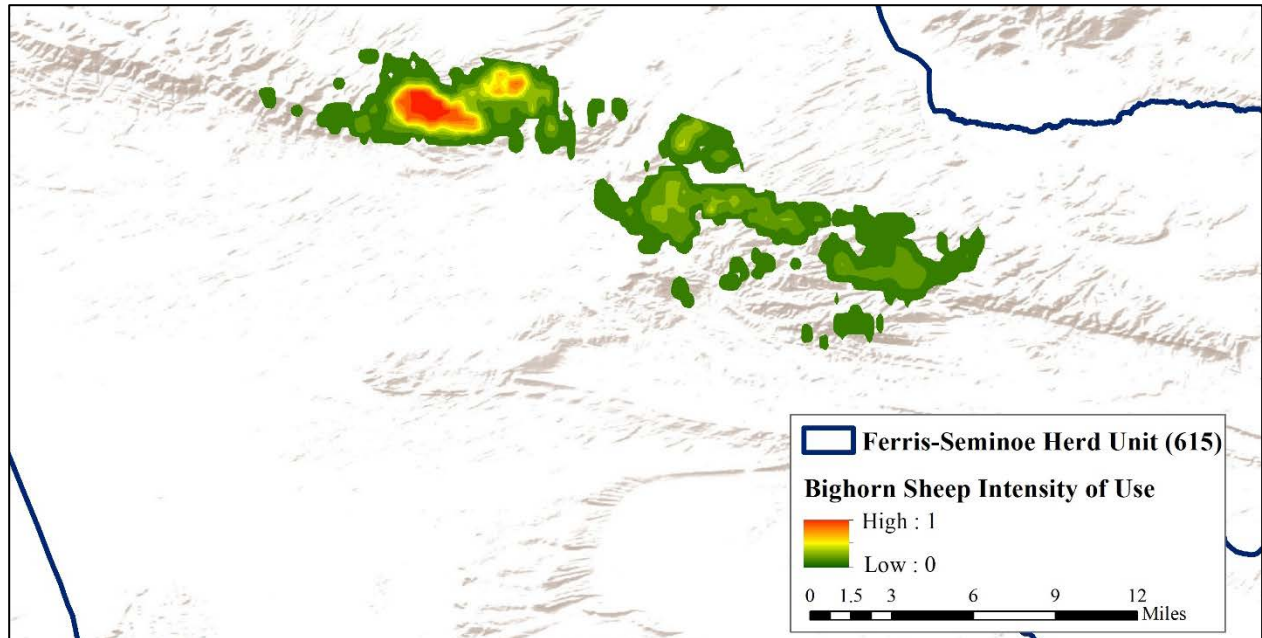 Ferris-Seminoe Herd Unit (615)
Bighorn Sheep Intensity of Use
High : 1
Low : 0
0 1.5 3 6 9 12
Miles